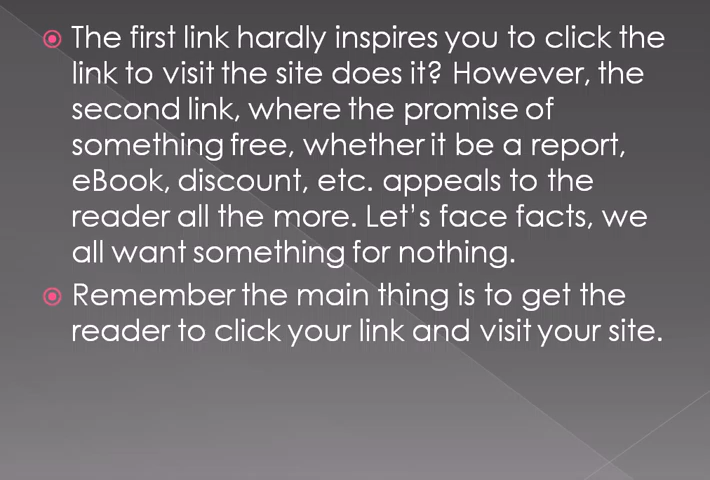 The first link hardly inspires you to click the
link to visit the site does it? However, the
second link, where the promise of
something free, whether it be a report,
eBook, discount, etc. appeals to the
reader all the more. Let's face facts, we
all want something for nothing.
Remember the main thing is to get the
reader to click your link and visit your site.